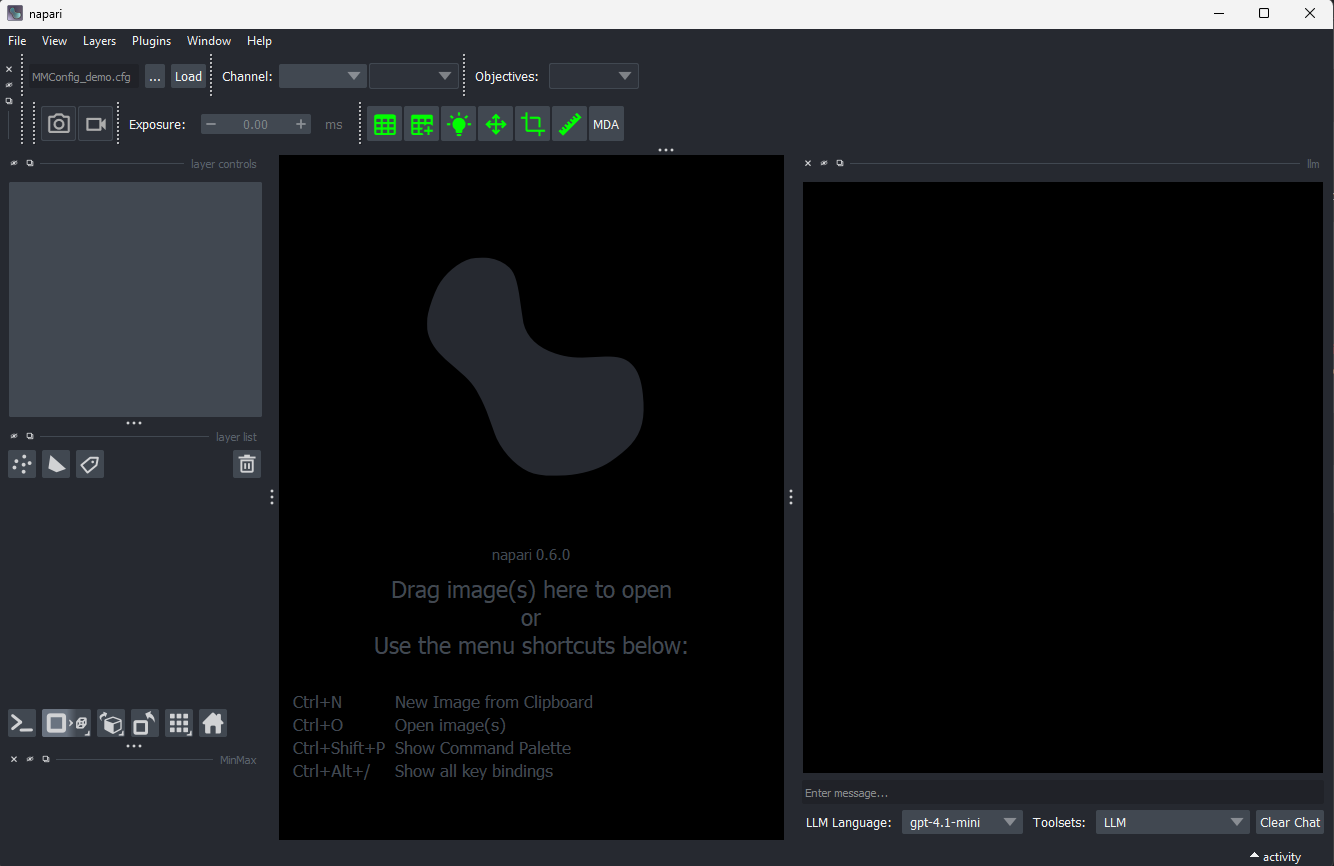 napari
File View Layers Plugins Window Help
MMConfig_demo.cfg ... Load Channel: Objectives:
Exposure: 0.00 ms MDA
layer controls
llm
layer list
napari 0.6.0
Drag image(s) here to open
or
Use the menu shortcuts below:
Ctrl+N New Image from Clipboard
Ctrl+O Open image(s)
Ctrl+Shift+P Show Command Palette
Ctrl+Alt+/ Show all key bindings
MinMax
Enter message...
LLM Language: gpt-4.1-mini Toolsets: LLM Clear Chat
activity